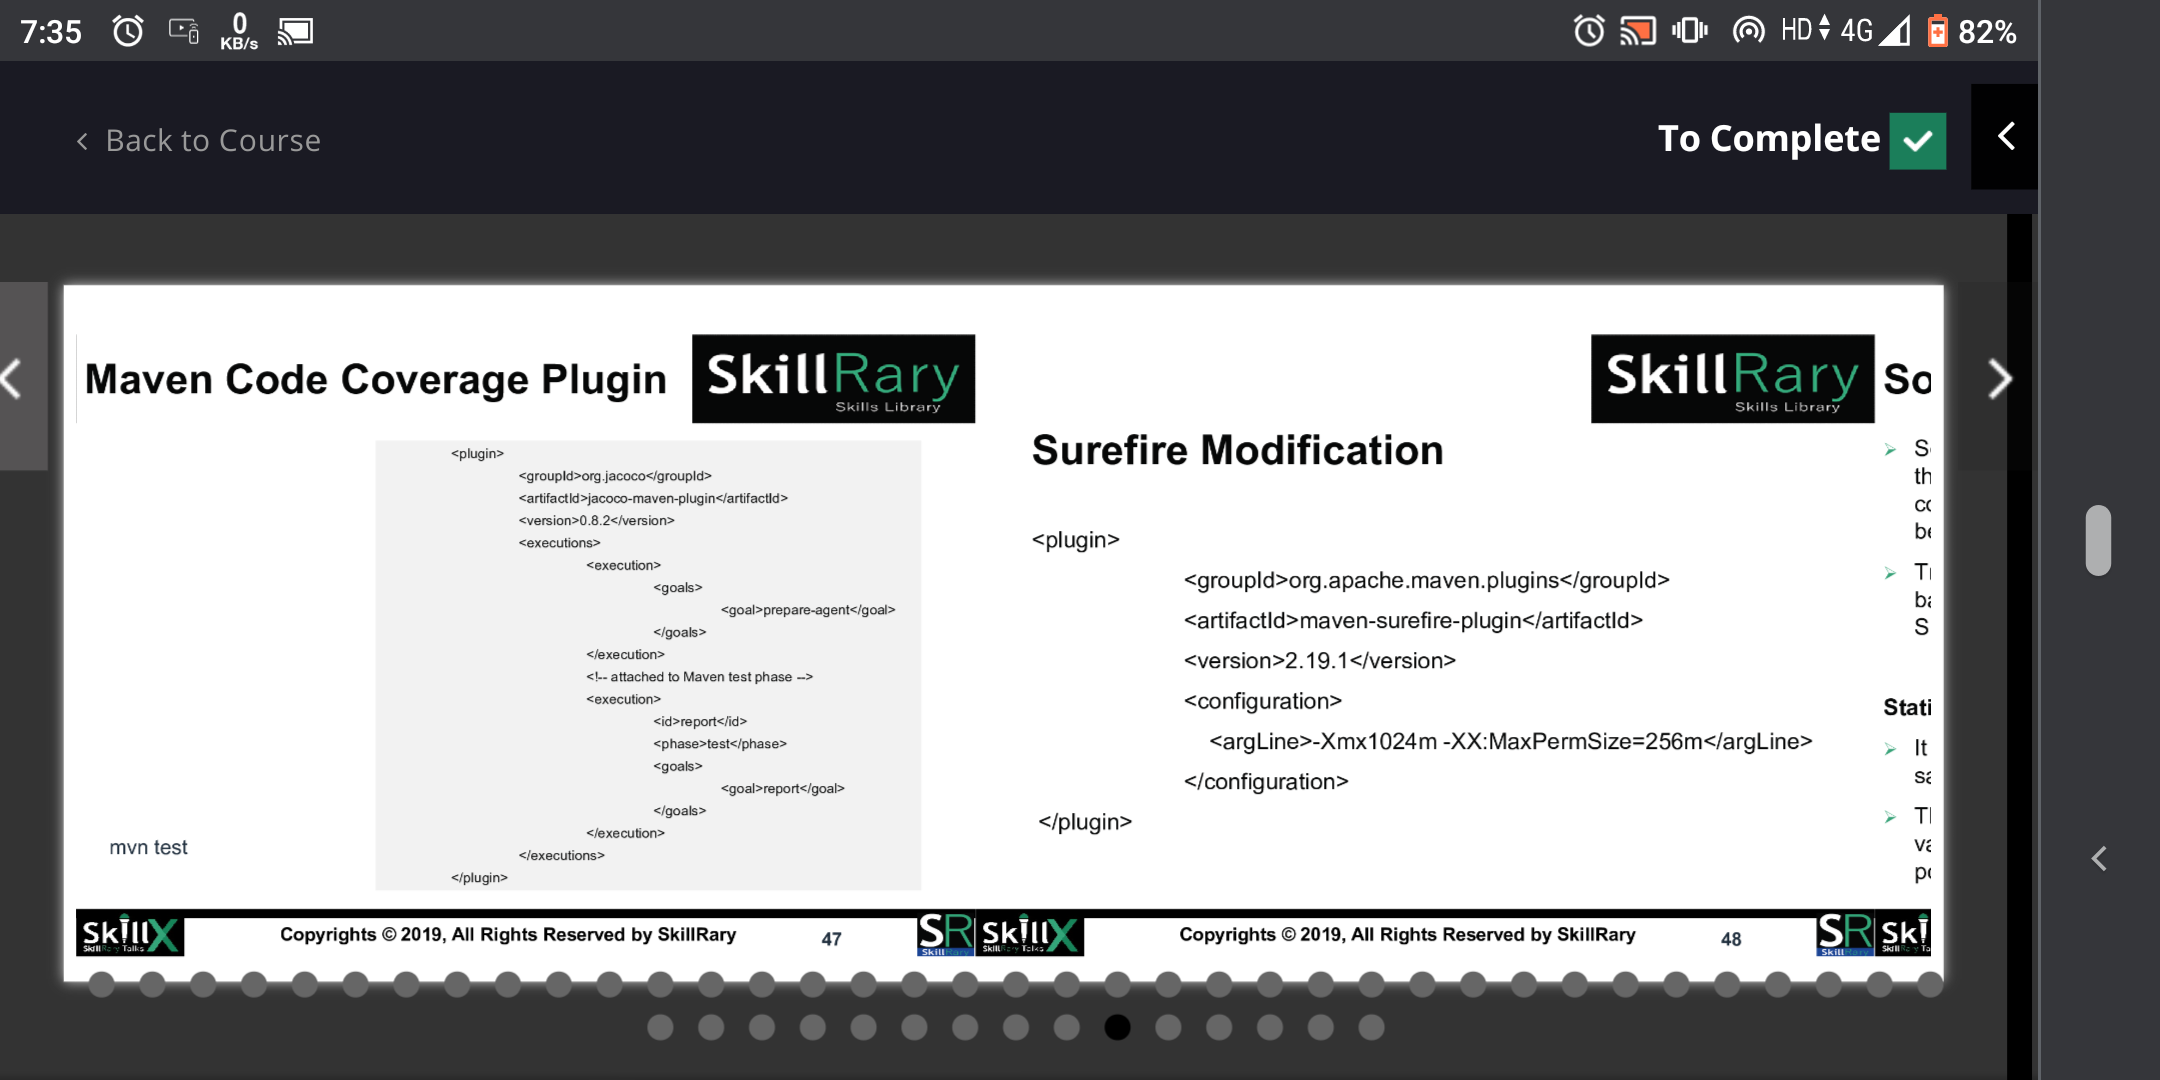 7:35
0
KB/s
HD 4G 82%
Back to Course
To Complete
Maven Code Coverage Plugin
SkillRary
Skills Library
<plugin>
<groupId>org.jacoco</groupId>
<artifactId>jacoco-maven-plugin</artifactId>
<version>0.8.2</version>
<executions>
<execution>
<goals>
<goal>prepare-agent</goal>
</goals>
</execution>
<!-- attached to Maven test phase -->
<execution>
<id>report</id>
<phase>test</phase>
<goals>
<goal>report</goal>
</goals>
</execution>
</executions>
</plugin>
mvn test
SkillX
SkillRary Talks
Copyrights © 2019, All Rights Reserved by SkillRary
47
SR
SkillRary
SkillRary
Skills Library
Surefire Modification
<plugin>
<groupId>org.apache.maven.plugins</groupId>
<artifactId>maven-surefire-plugin</artifactId>
<version>2.19.1</version>
<configuration>
<argLine>-Xmx1024m -XX:MaxPermSize=256m</argLine>
</configuration>
</plugin>
SkillX
SkillRary Talks
Copyrights © 2019, All Rights Reserved by SkillRary
48
SR
SkillRary
So
th
be
Stati
It
Ski